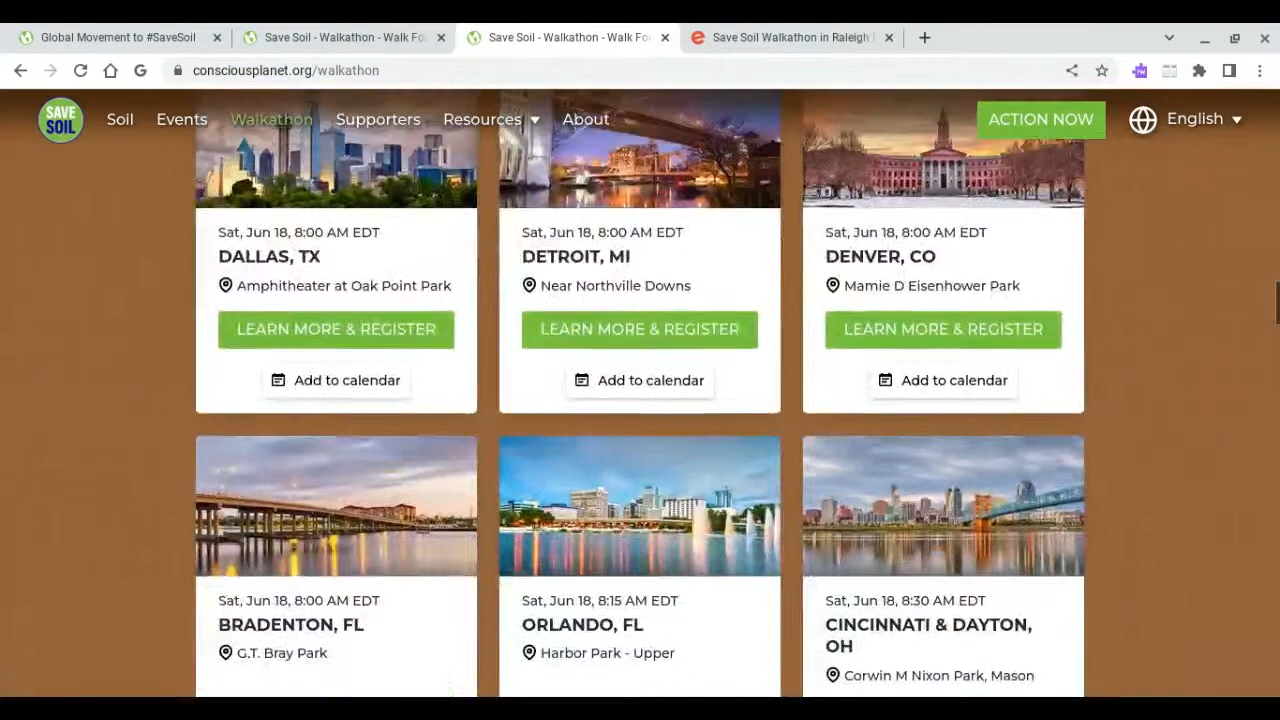 Global Movement to #SaveSoil
Save Soil - Walkathon - Walk Fo
Save Soil - Walkathon - Walk Fo
Save Soil Walkathon in Raleigh
consciousplanet.org/walkathon
SAVE SOIL
Soil
Events
Walkathon
Supporters
Resources
About
ACTION NOW
English
Sat, Jun 18, 8:00 AM EDT
DALLAS, TX
Amphitheater at Oak Point Park
LEARN MORE & REGISTER
Add to calendar
Sat, Jun 18, 8:00 AM EDT
DETROIT, MI
Near Northville Downs
LEARN MORE & REGISTER
Add to calendar
Sat, Jun 18, 8:00 AM EDT
DENVER, CO
Mamie D Eisenhower Park
LEARN MORE & REGISTER
Add to calendar
Sat, Jun 18, 8:00 AM EDT
BRADENTON, FL
G.T. Bray Park
Sat, Jun 18, 8:15 AM EDT
ORLANDO, FL
Harbor Park - Upper
Sat, Jun 18, 8:30 AM EDT
CINCINNATI & DAYTON,
OH
Corwin M Nixon Park, Mason